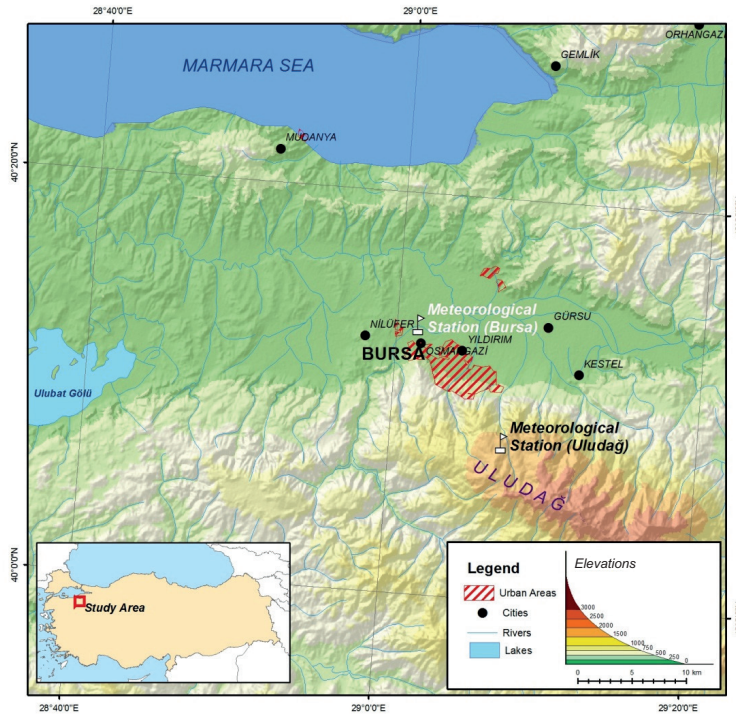 28°40'0"E
29°0'0"E
ORHANGAZİ
GEMLİK
MARMARA SEA
MUDANYA
40°20'0"N
Meteorological
Station (Bursa)
GÜRSU
NİLÜFER
YILDIRIM
OSMANGAZİ
BURSA
KESTEL
Ulubat Gölü
Meteorological
Station (Uludağ)
ULUDAĞ
40°0'0"N
Study Area
Legend
Urban Areas
Cities
Rivers
Lakes
Elevations
3000
2500
2000
1500
1000
750
500
250
0
0
5
10 km
28°40'0"E
29°0'0"E
29°20'0"E